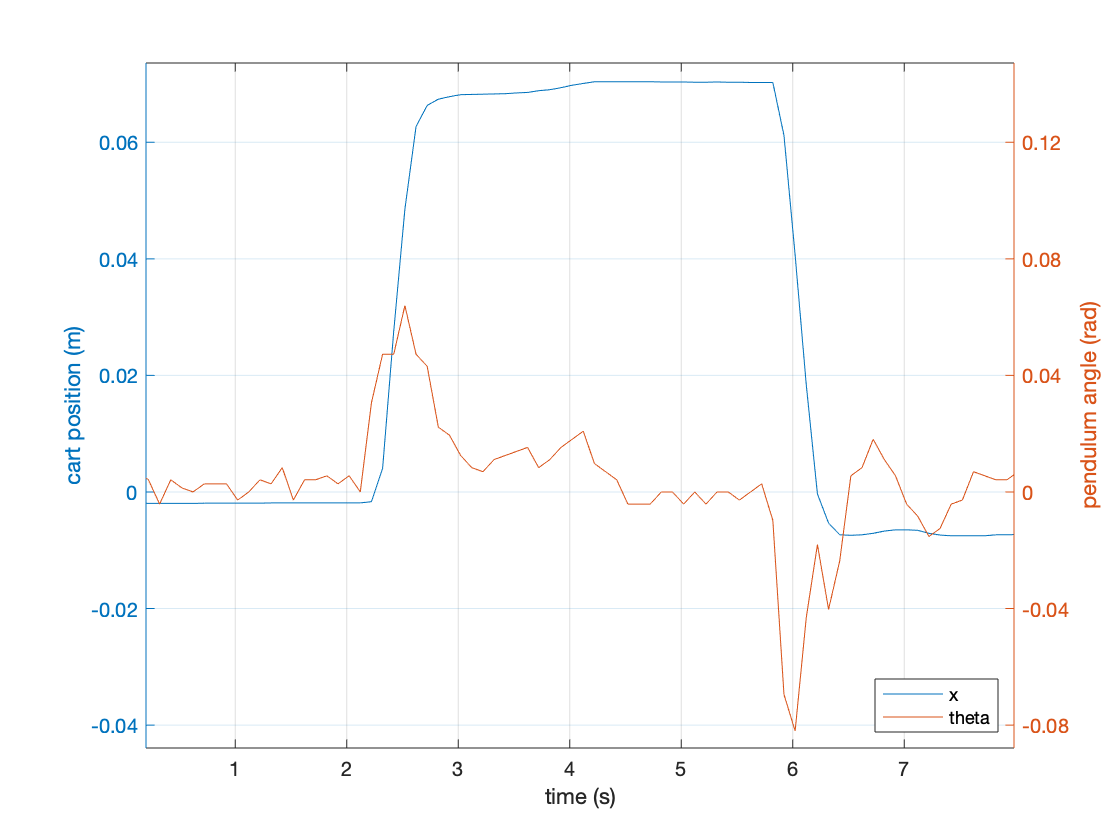 0.06
0.04
0.02
0
-0.02
-0.04
cart position (m)
0.12
0.08
0.04
0
-0.04
-0.08
pendulum angle (rad)
x
theta
1 2 3 4 5 6 7
time (s)